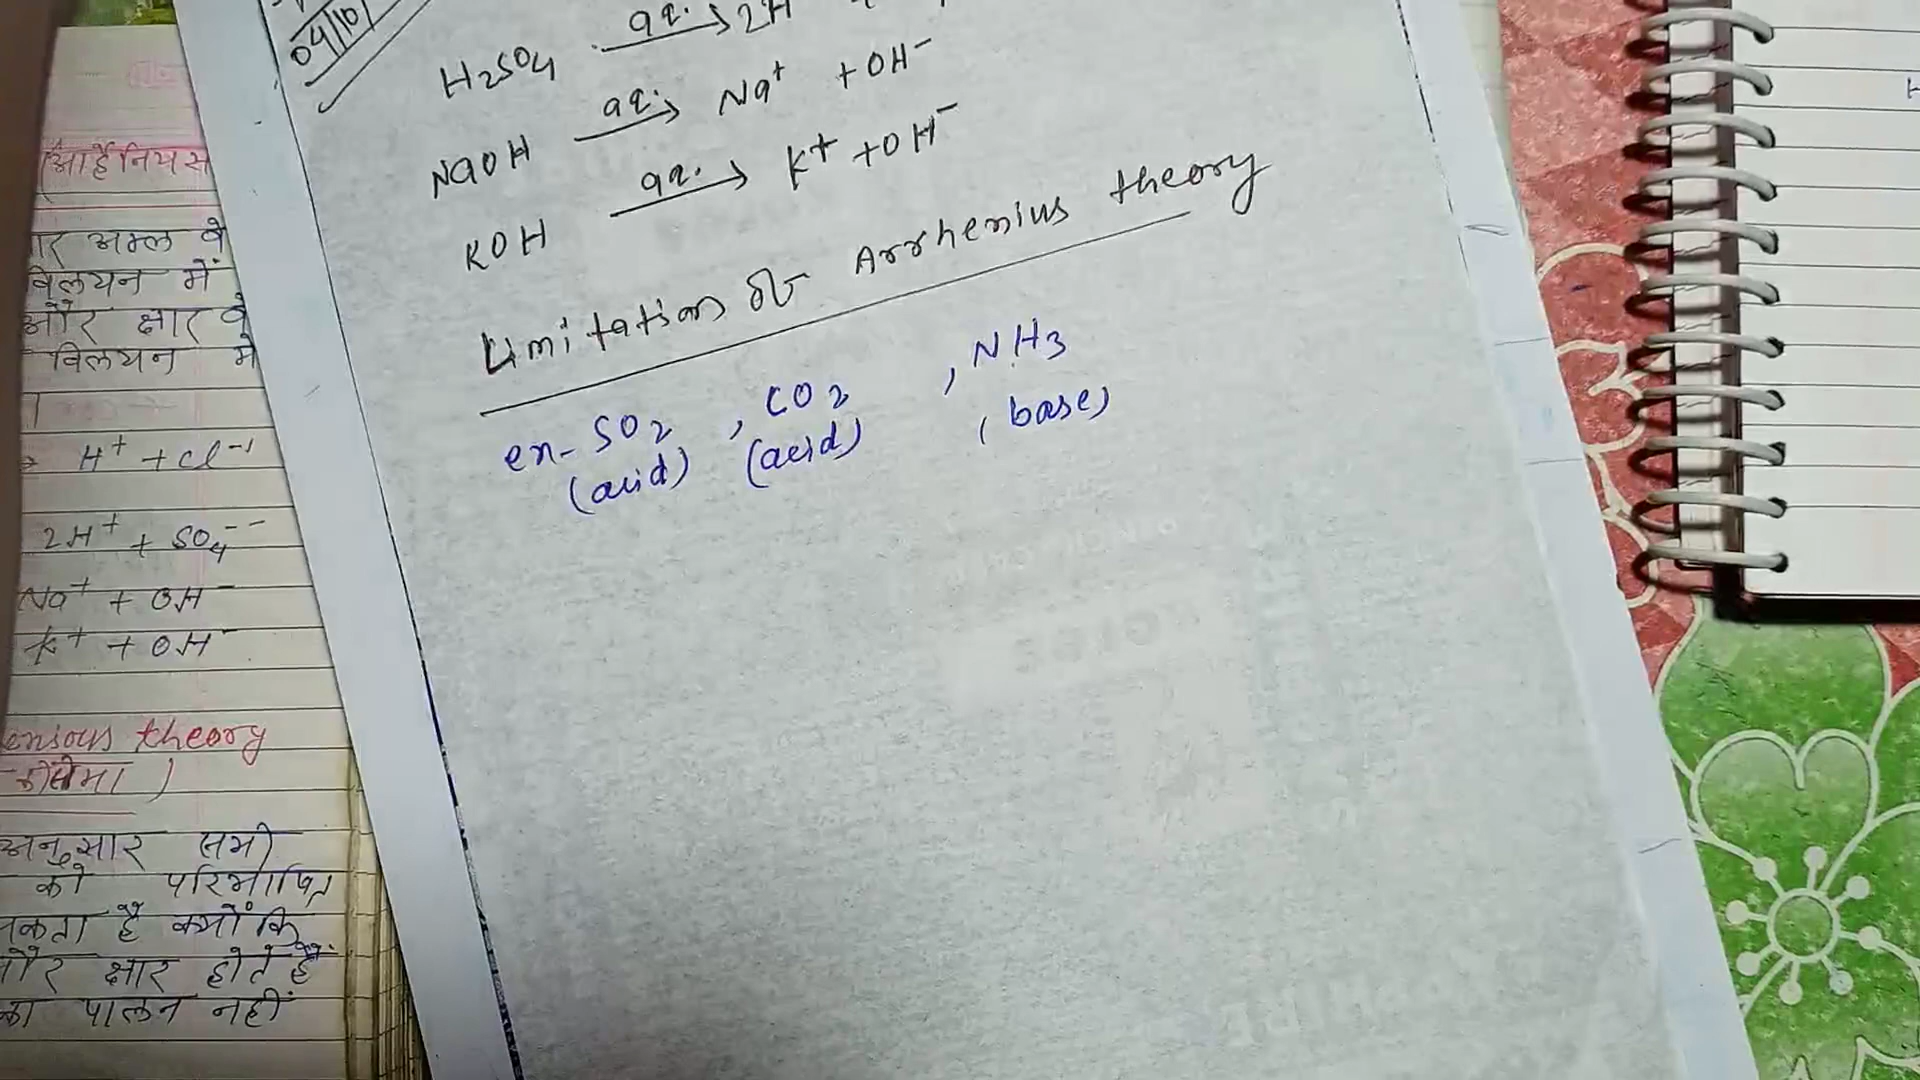 04/10/
H2SO4 aq. → 2H
NaOH aq. → Na+ + OH-
KOH aq. → K+ + OH-
Limitations of Arrhenius theory
ex- SO2 , CO2 , NH3
(acid) (acid) (base)
(आर्हेनियस
अम्ल
विलयन में
और क्षार
विलयन में
→ H+ + Cl-1
2H+ + SO4--
Na+ + OH-
K+ + OH-
theory
अनुसार सभी
को परिभाषित
है क्योंकि
और क्षार होते हैं
का पालन नहीं